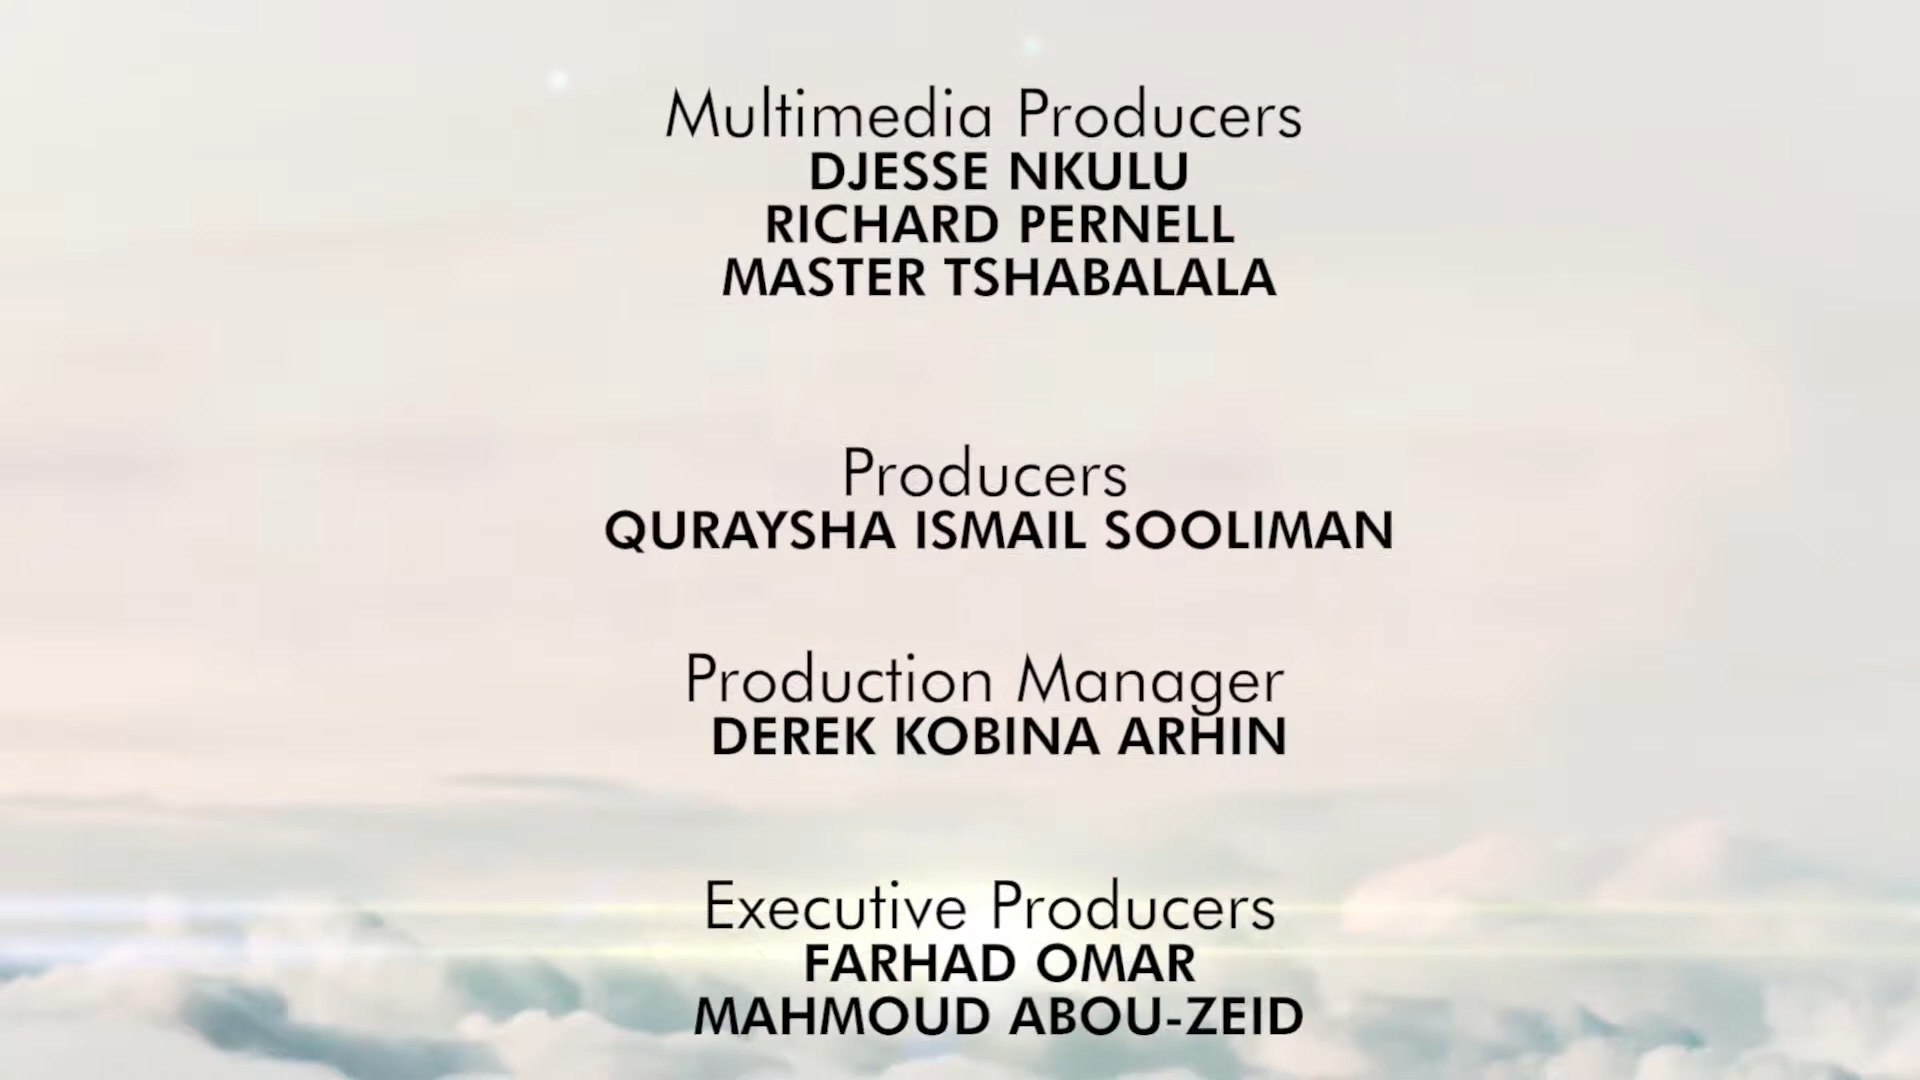 Multimedia Producers
DJESSE NKULU
RICHARD PERNELL
MASTER TSHABALALA
Producers
QURAYSHA ISMAIL SOOLIMAN
Production Manager
DEREK KOBINA ARHIN
Executive Producers
FARHAD OMAR
MAHMOUD ABOU-ZEID